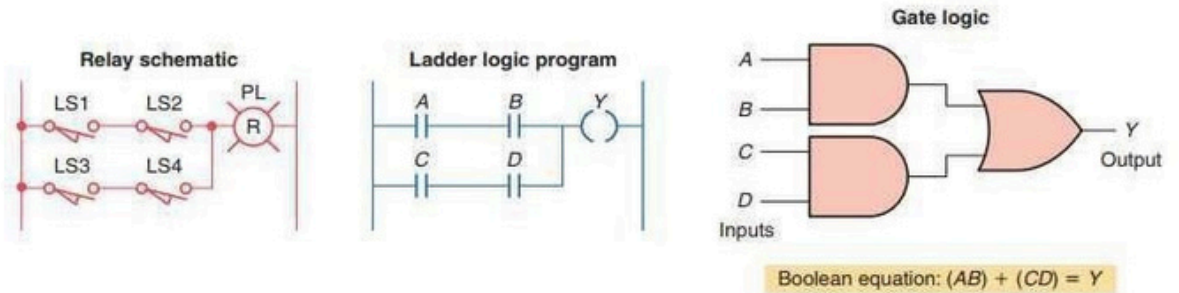 Relay schematic
LS1 LS2 PL
R
LS3 LS4
Ladder logic program
A B Y
C D
Gate logic
A
B
C
D
Inputs
Y
Output
Boolean equation: (AB) + (CD) = Y